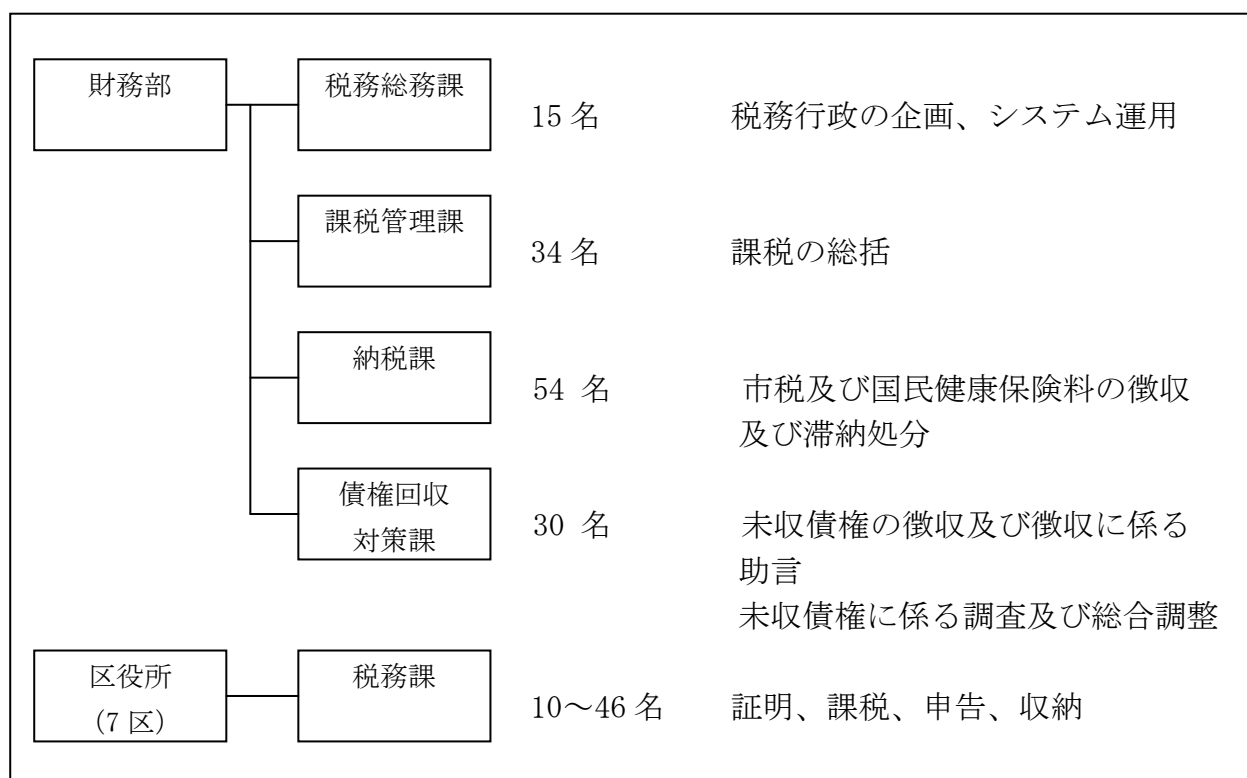 財務部
税務総務課
15名 税務行政の企画、システム運用
課税管理課
34名 課税の総括
納税課
54 名 市税及び国民健康保険料の徴収
及び滞納処分
債権回収
対策課
30 名 未収債権の徴収及び徴収に係る
助言
未収債権に係る調査及び総合調整
区役所
(7区)
税務課
10～46名 証明、課税、申告、収納